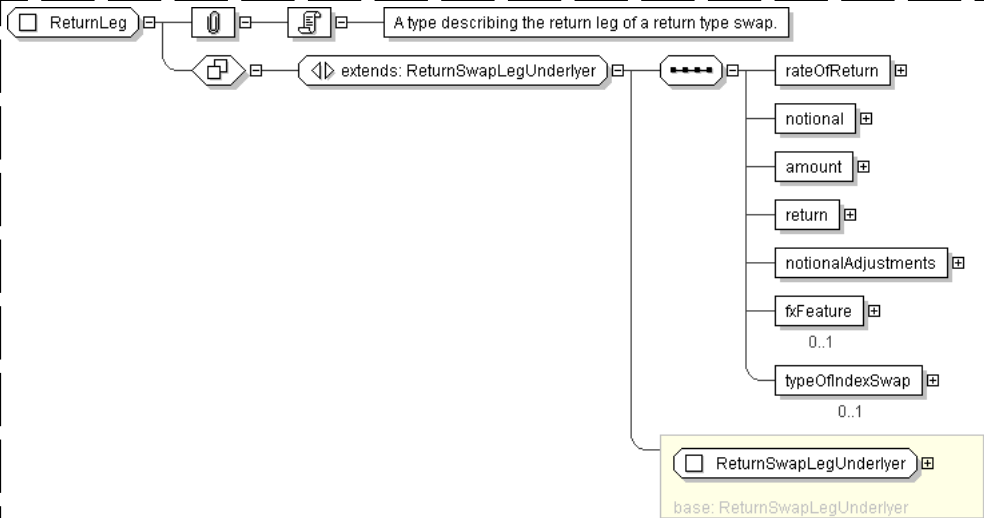 ReturnLeg
A type describing the return leg of a return type swap.
extends: ReturnSwapLegUnderlyer
rateOfReturn
notional
amount
return
notionalAdjustments
fxFeature
0..1
typeOfIndexSwap
0..1
ReturnSwapLegUnderlyer
base: ReturnSwapLegUnderlyer